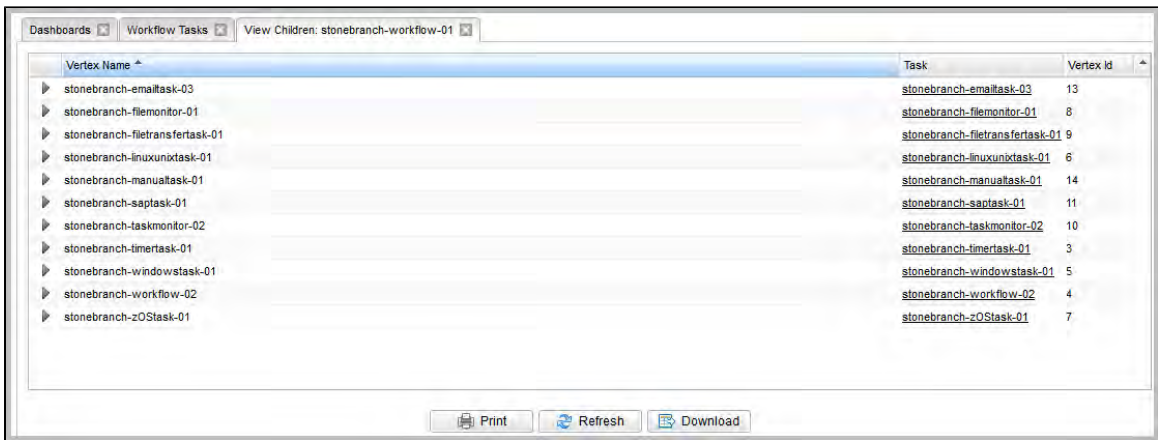 Dashboards Workflow Tasks View Children: stonebranch-workflow-01
Vertex Name Task Vertex Id
stonebranch-emailtask-03 stonebranch-emailtask-03 13
stonebranch-filemonitor-01 stonebranch-filemonitor-01 8
stonebranch-filetransfertask-01 stonebranch-filetransfertask-01 9
stonebranch-linuxunixtask-01 stonebranch-linuxunixtask-01 6
stonebranch-manualtask-01 stonebranch-manualtask-01 14
stonebranch-saptask-01 stonebranch-saptask-01 11
stonebranch-taskmonitor-02 stonebranch-taskmonitor-02 10
stonebranch-timertask-01 stonebranch-timertask-01 3
stonebranch-windowstask-01 stonebranch-windowstask-01 5
stonebranch-workflow-02 stonebranch-workflow-02 4
stonebranch-zOStask-01 stonebranch-zOStask-01 7
Print Refresh Download